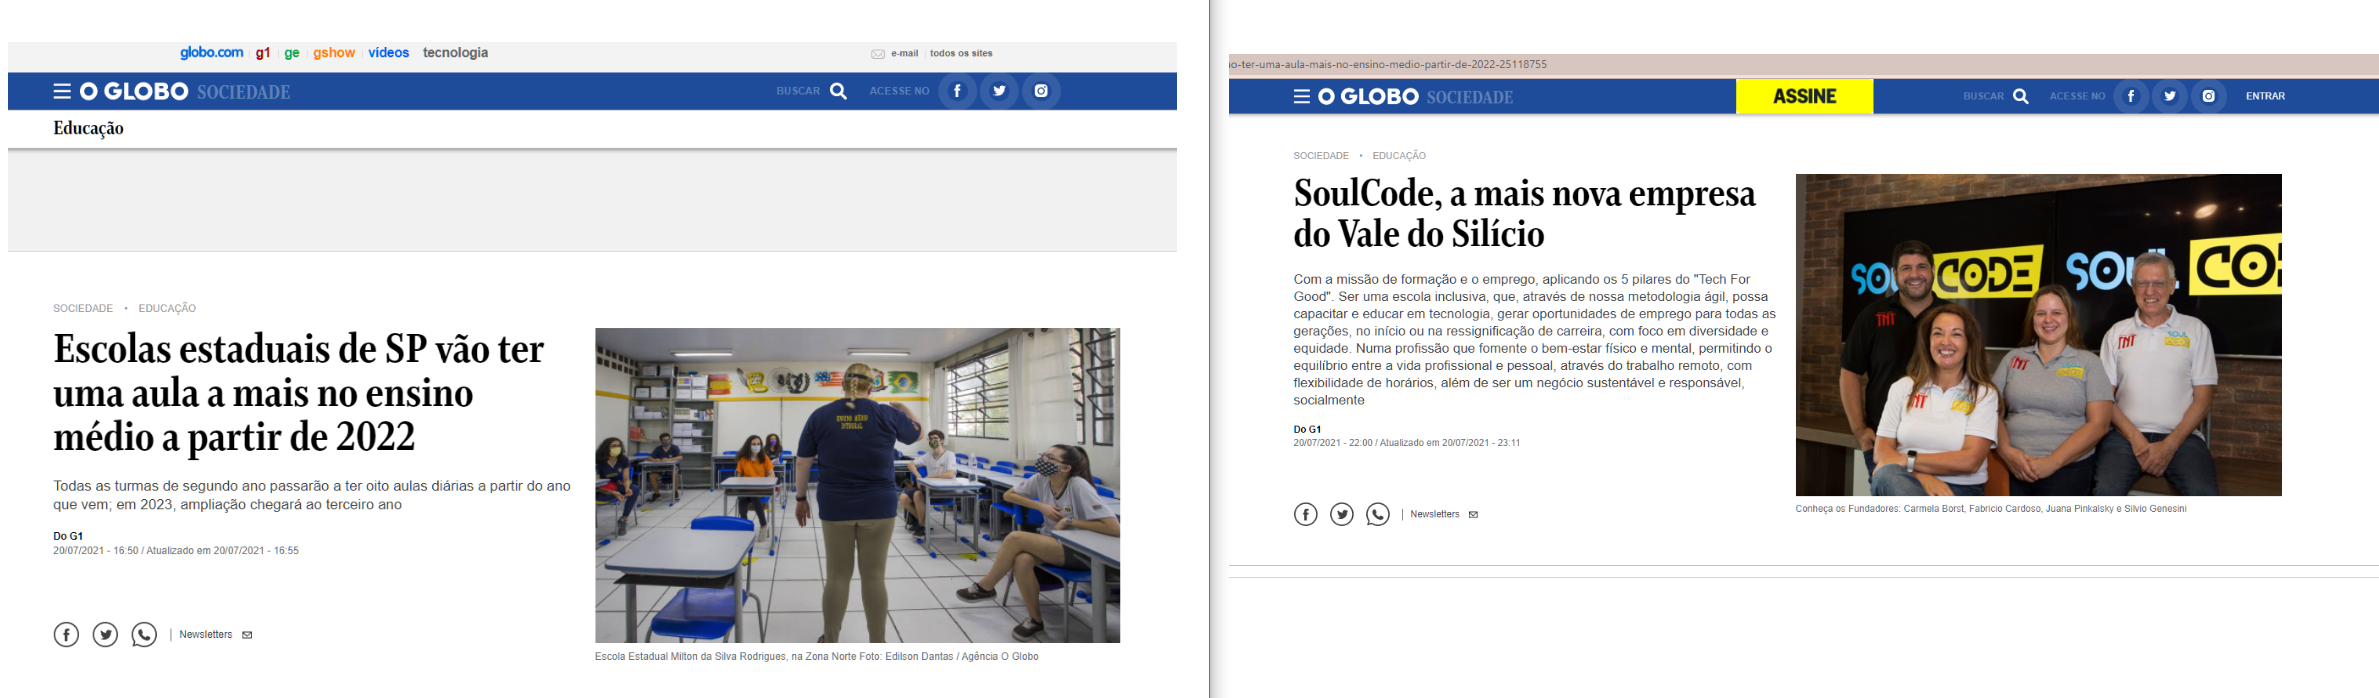 globo.com g1 ge gshow vídeos tecnologia
e-mail todos os sites
O GLOBO SOCIEDADE
BUSCAR ACESSE NO
Educação
SOCIEDADE • EDUCAÇÃO
Escolas estaduais de SP vão ter
uma aula a mais no ensino
médio a partir de 2022
Todas as turmas de segundo ano passarão a ter oito aulas diárias a partir do ano
que vem; em 2023, ampliação chegará ao terceiro ano
Do G1
20/07/2021 - 16:50 / Atualizado em 20/07/2021 - 16:55
Newsletters
ENSINO MÉDIO
INTEGRAL
Escola Estadual Milton da Silva Rodrigues, na Zona Norte Foto: Edilson Dantas / Agência O Globo
o-ter-uma-aula-mais-no-ensino-medio-partir-de-2022-25118755
O GLOBO SOCIEDADE
ASSINE
BUSCAR ACESSE NO
ENTRAR
SOCIEDADE • EDUCAÇÃO
SoulCode, a mais nova empresa
do Vale do Silício
Com a missão de formação e o emprego, aplicando os 5 pilares do "Tech For
Good". Ser uma escola inclusiva, que, através de nossa metodologia ágil, possa
capacitar e educar em tecnologia, gerar oportunidades de emprego para todas as
gerações, no início ou na ressignificação de carreira, com foco em diversidade e
equidade. Numa profissão que fomente o bem-estar físico e mental, permitindo o
equilíbrio entre a vida profissional e pessoal, através do trabalho remoto, com
flexibilidade de horários, além de ser um negócio sustentável e responsável,
socialmente
Do G1
20/07/2021 - 22:00 / Atualizado em 20/07/2021 - 23:11
Newsletters
CODE
TNT
TNT
TNT
TNT
SOUL
Conheça os Fundadores: Carmela Borst, Fabricio Cardoso, Juana Pinkalsky e Silvio Genesini